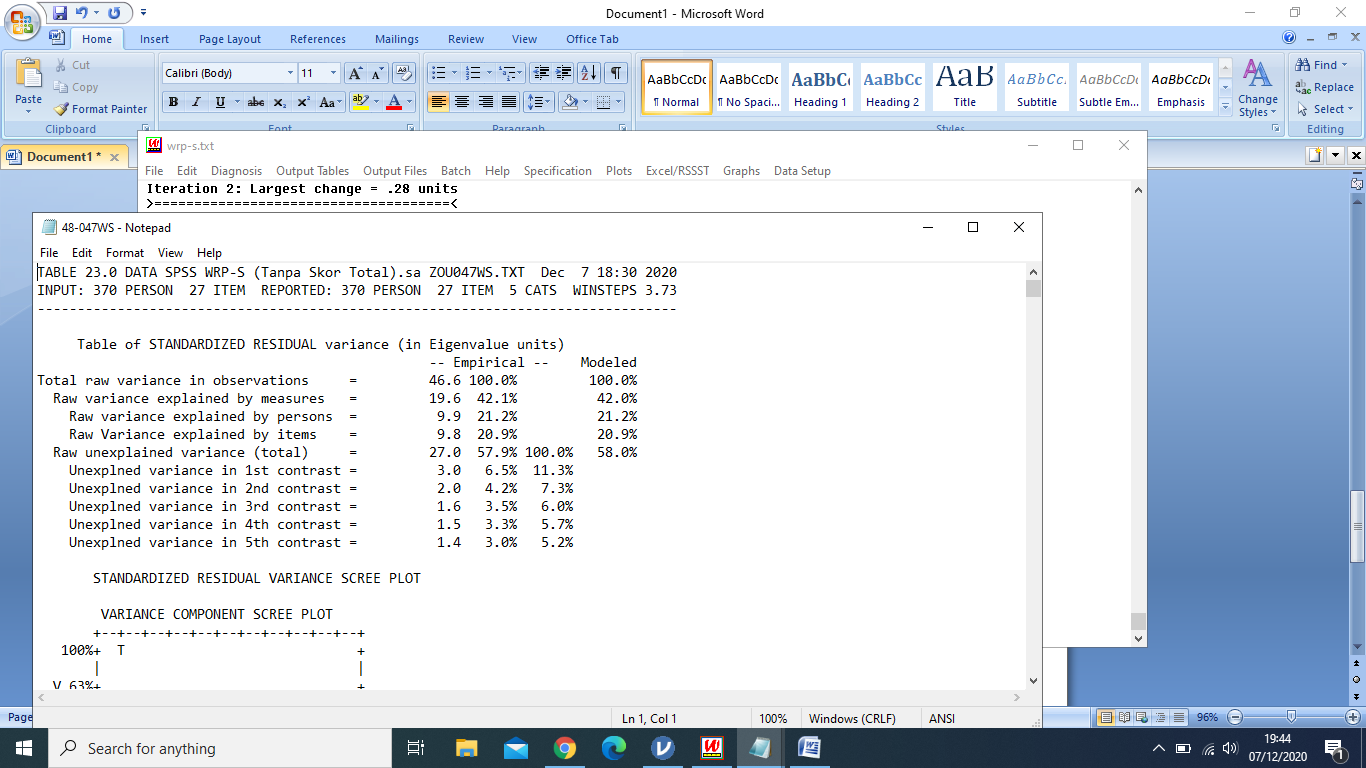 Document1 - Microsoft Word
Home Insert Page Layout References Mailings Review View Office Tab
Cut
Copy
Format Painter
Paste
Clipboard
Calibri (Body) 11
B I U abc x₂ x² Aa ab A
Font
Paragraph
AaBbCcDc AaBbCcDc AaBbC AaBbCc AaB AaBbCc. AaBbCcDc AaBbCcDc
¶ Normal ¶ No Spaci... Heading 1 Heading 2 Title Subtitle Subtle Em... Emphasis
Change Styles
Styles
Find
Replace
Select
Editing
Document1 *
wrp-s.txt
File Edit Diagnosis Output Tables Output Files Batch Help Specification Plots Excel/RSSST Graphs Data Setup
Iteration 2: Largest change = .28 units
>=====================================<
48-047WS - Notepad
File Edit Format View Help
TABLE 23.0 DATA SPSS WRP-S (Tanpa Skor Total).sa ZOU047WS.TXT Dec 7 18:30 2020
INPUT: 370 PERSON 27 ITEM REPORTED: 370 PERSON 27 ITEM 5 CATS WINSTEPS 3.73
--------------------------------------------------------------------------------
Table of STANDARDIZED RESIDUAL variance (in Eigenvalue units)
-- Empirical -- Modeled
Total raw variance in observations = 46.6 100.0% 100.0%
Raw variance explained by measures = 19.6 42.1% 42.0%
Raw variance explained by persons = 9.9 21.2% 21.2%
Raw Variance explained by items = 9.8 20.9% 20.9%
Raw unexplained variance (total) = 27.0 57.9% 100.0% 58.0%
Unexplned variance in 1st contrast = 3.0 6.5% 11.3%
Unexplned variance in 2nd contrast = 2.0 4.2% 7.3%
Unexplned variance in 3rd contrast = 1.6 3.5% 6.0%
Unexplned variance in 4th contrast = 1.5 3.3% 5.7%
Unexplned variance in 5th contrast = 1.4 3.0% 5.2%
STANDARDIZED RESIDUAL VARIANCE SCREE PLOT
VARIANCE COMPONENT SCREE PLOT
+--+--+--+--+--+--+--+--+--+--+--+
100%+ T +
| |
V 63%+ +
Ln 1, Col 1 100% Windows (CRLF) ANSI
Page
96%
Search for anything
19:44
07/12/2020
1